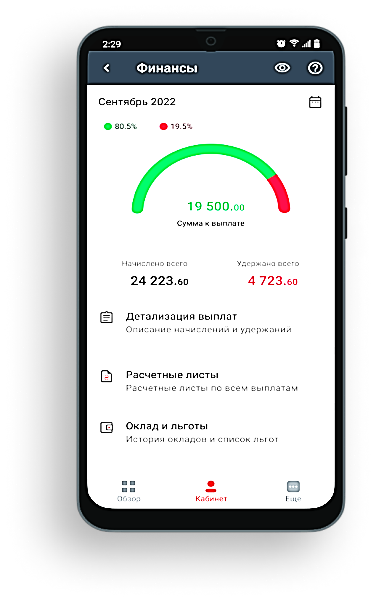 2:29
Финансы
Сентябрь 2022
80.5% 19.5%
19 500.00
Сумма к выплате
Начислено всего Удержано всего
24 223.60 4 723.60
Детализация выплат
Описание начислений и удержаний
Расчетные листы
Расчетные листы по всем выплатам
Оклад и льготы
История окладов и список льгот
Обзор Кабинет Еще